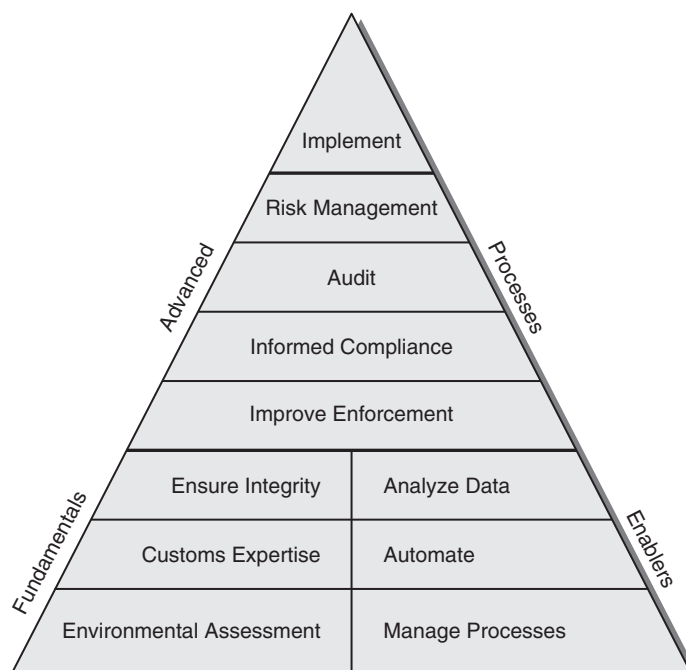 Implement
Risk Management
Advanced
Processes
Audit
Informed Compliance
Improve Enforcement
Ensure Integrity
Analyze Data
Fundamentals
Enablers
Customs Expertise
Automate
Environmental Assessment
Manage Processes